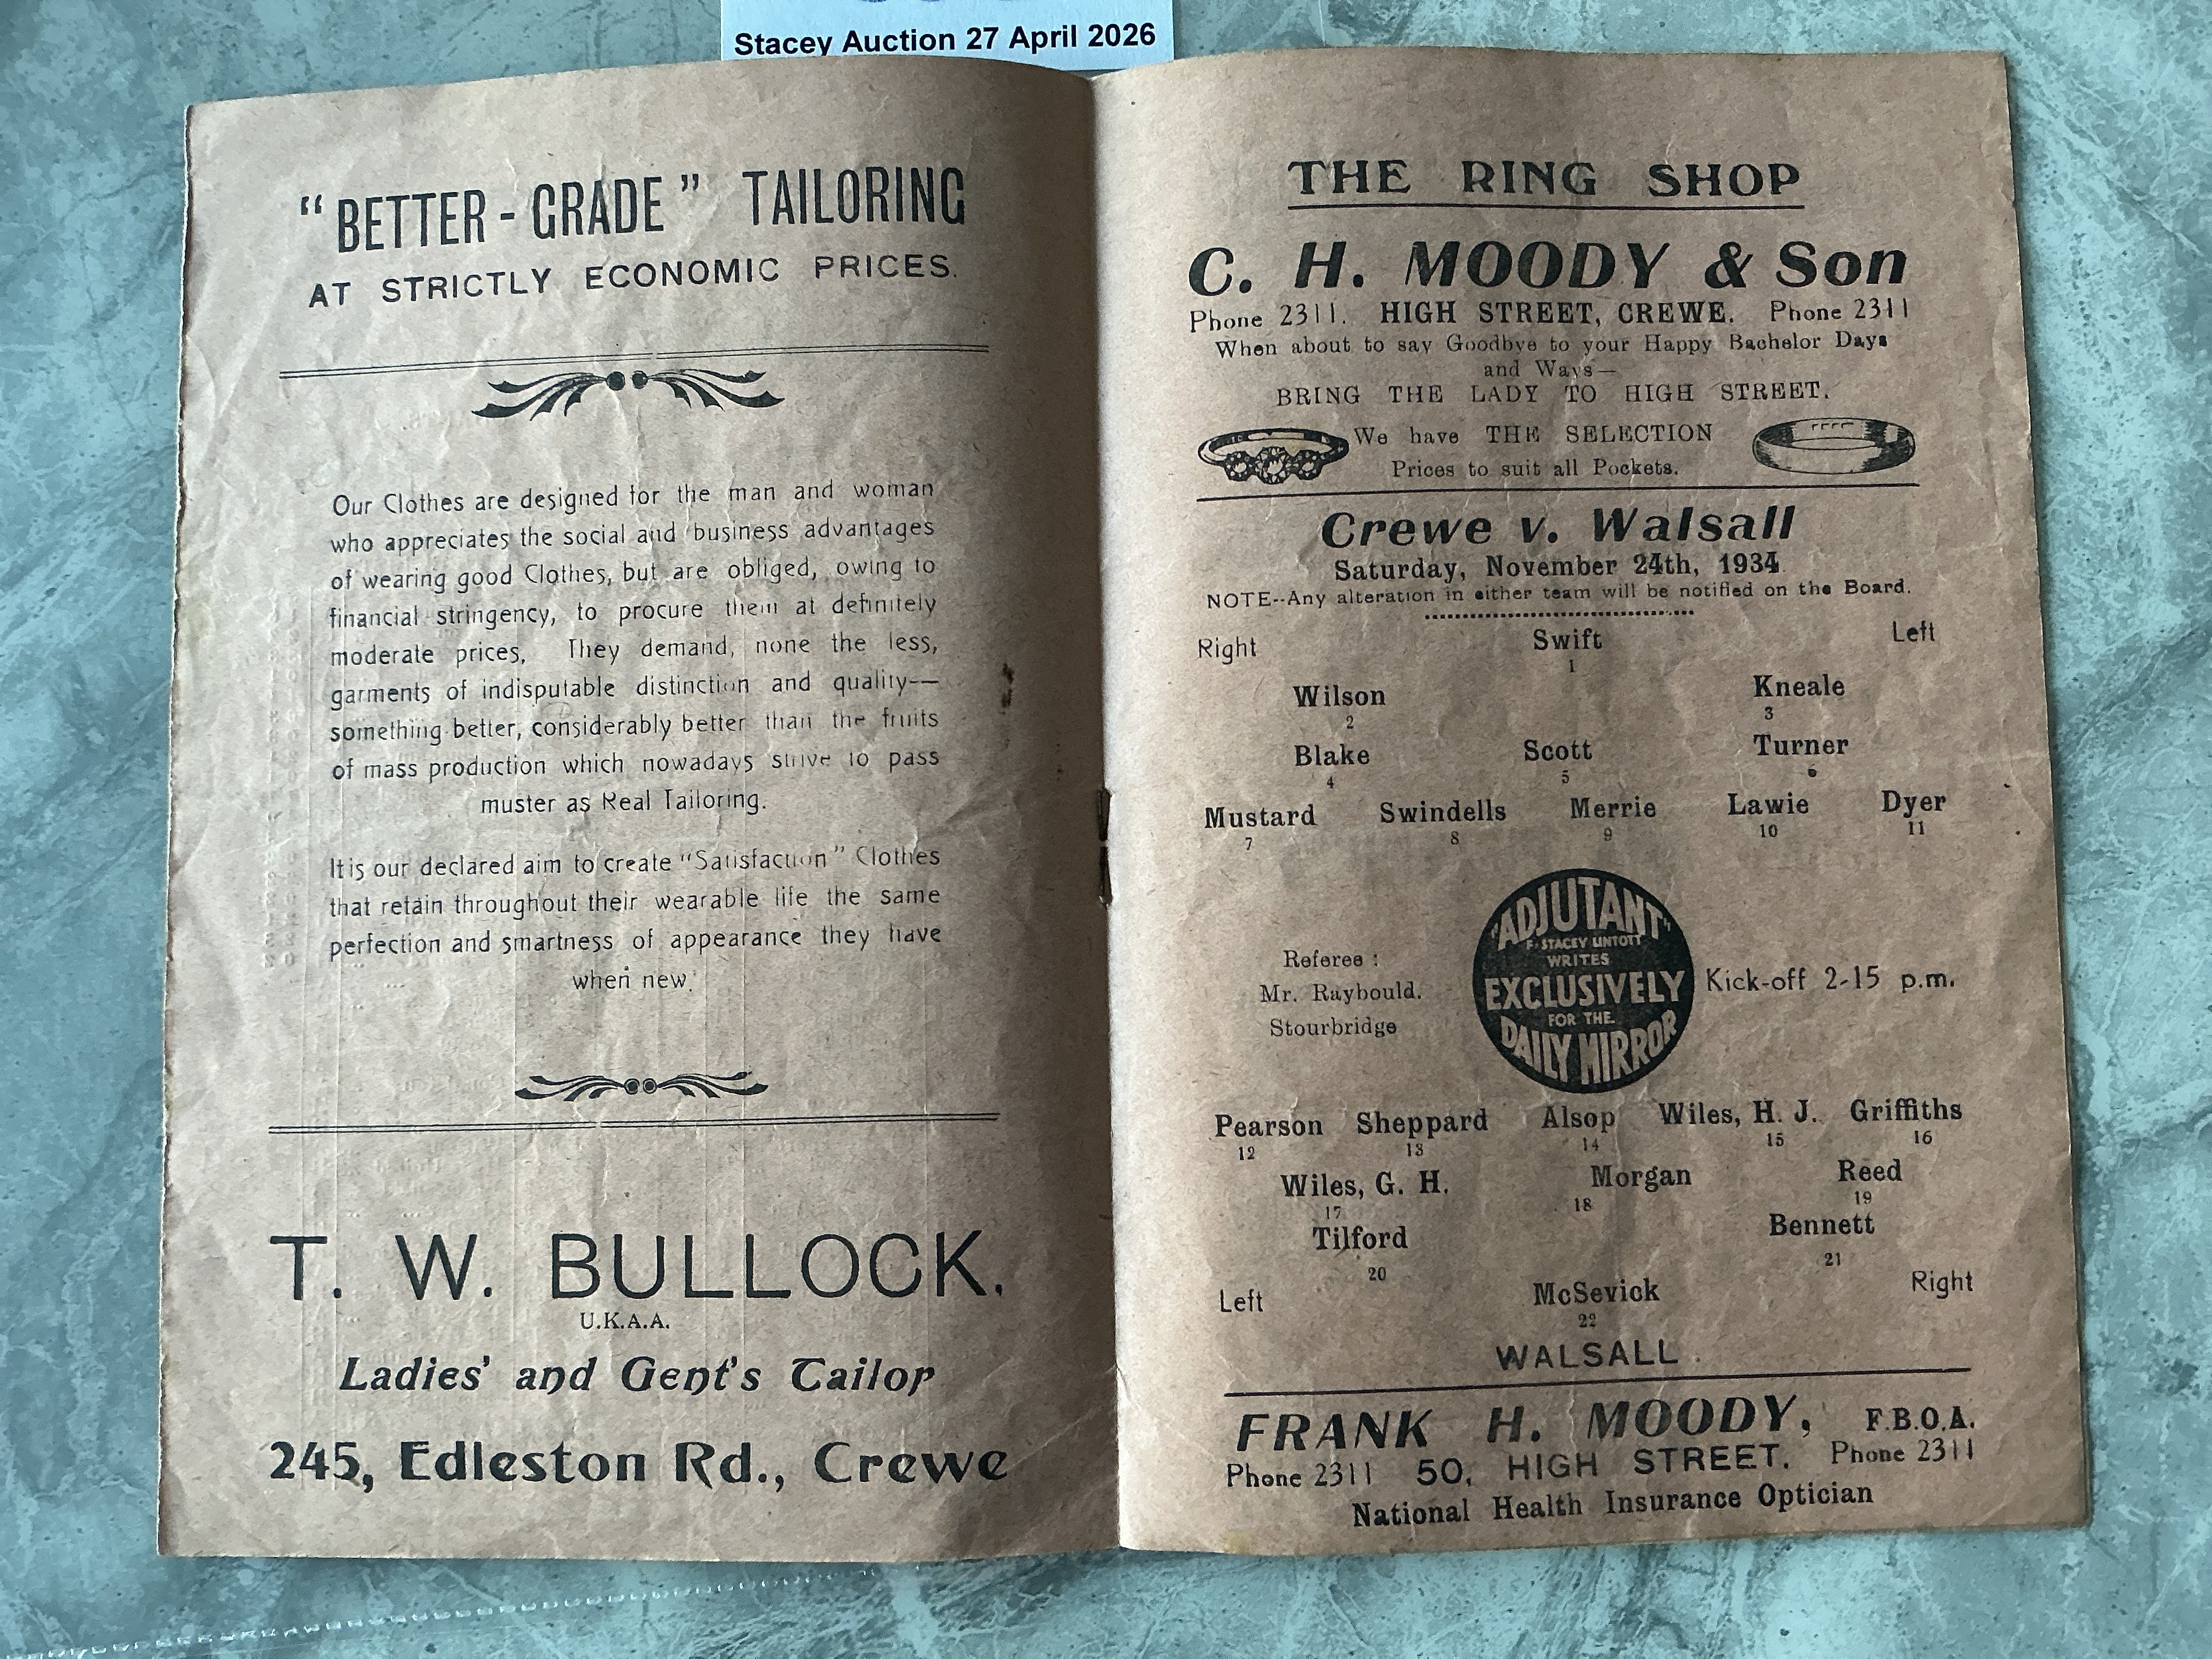 Stacey Auction 27 April 2026
"BETTER - GRADE" TAILORING
AT STRICTLY ECONOMIC PRICES.
Our Clothes are designed for the man and woman
who appreciates the social and business advantages
of wearing good Clothes, but are obliged, owing to
financial stringency, to procure them at definitely
moderate prices, They demand, none the less,
garments of indisputable distinction and quality—
something better, considerably better than the fruits
of mass production which nowadays strive to pass
muster as Real Tailoring.
It is our declared aim to create "Satisfaction" Clothes
that retain throughout their wearable life the same
perfection and smartness of appearance they have
when new.
T. W. BULLOCK.
U.K.A.A.
Ladies' and Gent's Tailor
245, Edleston Rd., Crewe
THE RING SHOP
C. H. MOODY & Son
Phone 2311. HIGH STREET, CREWE. Phone 2311
When about to say Goodbye to your Happy Bachelor Days
and Ways—
BRING THE LADY TO HIGH STREET.
We have THE SELECTION
Prices to suit all Pockets.
Crewe v. Walsall
Saturday, November 24th, 1934
NOTE--Any alteration in either team will be notified on the Board.
Right Swift Left
1
Wilson Kneale
2 3
Blake Scott Turner
4 5 6
Mustard Swindells Merrie Lawie Dyer
7 8 9 10 11
"ADJUTANT"
F. STACEY LINTOTT
WRITES
EXCLUSIVELY
FOR THE
DAILY MIRROR
Referee :
Mr. Raybould.
Stourbridge
Kick-off 2-15 p.m.
Pearson Sheppard Alsop Wiles, H. J. Griffiths
12 13 14 15 16
Wiles, G. H. Morgan Reed
17 18 19
Tilford Bennett
20 21
Left McSevick Right
22
WALSALL.
FRANK H. MOODY, F.B.O.A.
Phone 2311 50, HIGH STREET. Phone 2311
National Health Insurance Optician